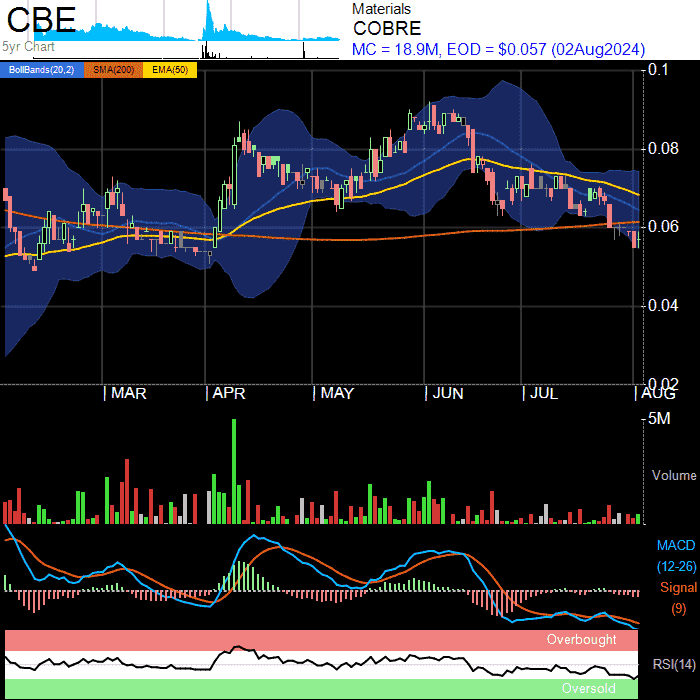 CBE
5yr Chart
Materials
COBRE
MC = 18.9M, EOD = $0.057 (02Aug2024)
BollBands(20,2) SMA(200) EMA(50)
0.1
0.08
0.06
0.04
0.02
MAR APR MAY JUN JUL AUG
5M
Volume
MACD
(12-26)
Signal
(9)
Overbought
RSI(14)
Oversold